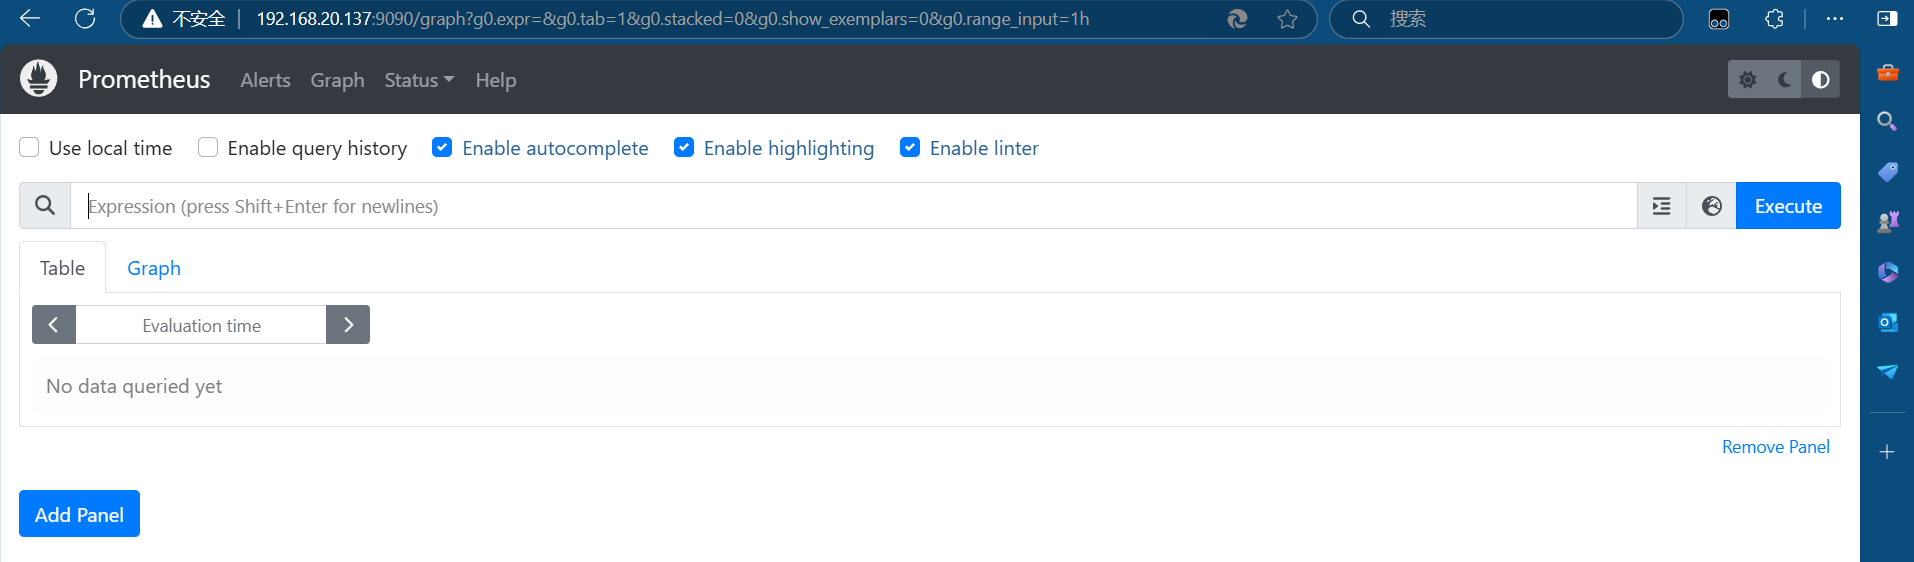 不安全 192.168.20.137:9090/graph?g0.expr=&g0.tab=1&g0.stacked=0&g0.show_exemplars=0&g0.range_input=1h 搜索
Prometheus Alerts Graph Status Help
Use local time Enable query history Enable autocomplete Enable highlighting Enable linter
Expression (press Shift+Enter for newlines) Execute
Table Graph
Evaluation time
No data queried yet
Remove Panel
Add Panel